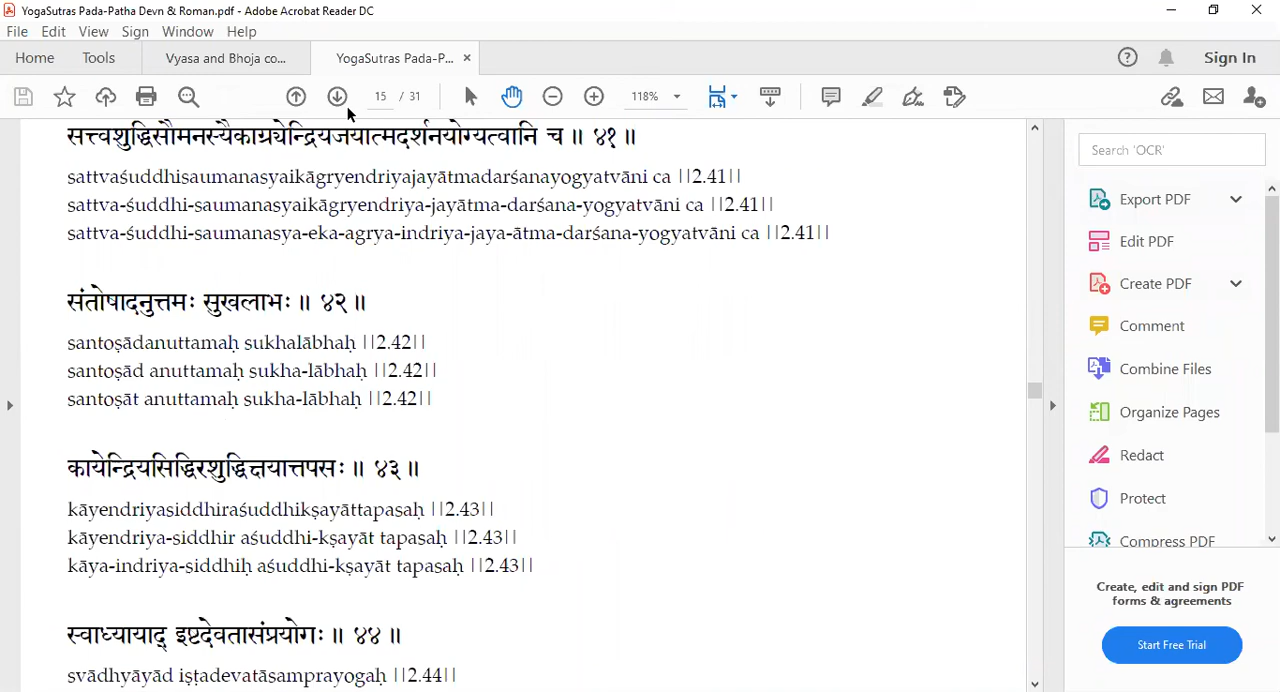 YogaSutras Pada-Patha Devn & Roman.pdf - Adobe Acrobat Reader DC
File Edit View Sign Window Help
Home Tools Vyasa and Bhoja co... YogaSutras Pada-P... × Sign In
15 / 31 118%
सत्त्वशुद्धिसौमनस्यैकाग्र्येन्द्रियजयात्मदर्शनयोग्यत्वानि च ॥ ४१॥
sattvaśuddhisaumanasyaikāgryendriyajayātmadarśanayogyatvāni ca ||2.41||
sattva-śuddhi-saumanasyaikāgryendriya-jayātma-darśana-yogyatvāni ca ||2.41||
sattva-śuddhi-saumanasya-eka-agrya-indriya-jaya-ātma-darśana-yogyatvāni ca ||2.41||
संतोषादनुत्तमः सुखलाभः॥ ४२॥
santoṣādanuttamaḥ sukhalābhaḥ ||2.42||
santoṣād anuttamaḥ sukha-lābhaḥ ||2.42||
santoṣāt anuttamaḥ sukha-lābhaḥ ||2.42||
कायेन्द्रियसिद्धिरशुद्धिक्षयात्तपसः॥ ४३॥
kāyendriyasiddhiraśuddhikṣayāttapasaḥ ||2.43||
kāyendriya-siddhir aśuddhi-kṣayāt tapasaḥ ||2.43||
kāya-indriya-siddhiḥ aśuddhi-kṣayāt tapasaḥ ||2.43||
स्वाध्यायाद् इष्टदेवतासंप्रयोगः॥ ४४॥
svādhyāyād iṣṭadevatāsamprayogaḥ ||2.44||
Search 'OCR'
Export PDF
Edit PDF
Create PDF
Comment
Combine Files
Organize Pages
Redact
Protect
Compress PDF
Create, edit and sign PDF
forms & agreements
Start Free Trial